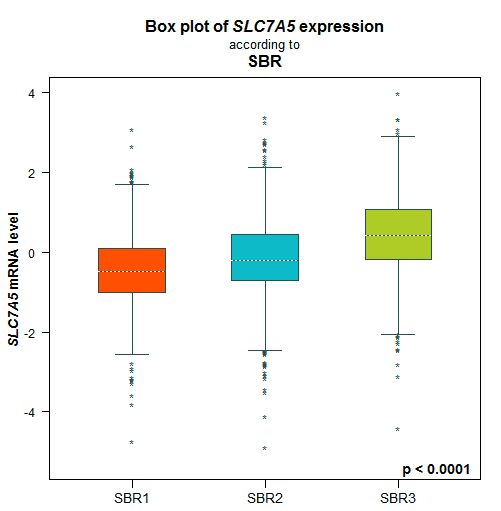 Box plot of SLC7A5 expression
according to
SBR
SLC7A5 mRNA level
4
2
0
-2
-4
p < 0.0001
SBR1 SBR2 SBR3